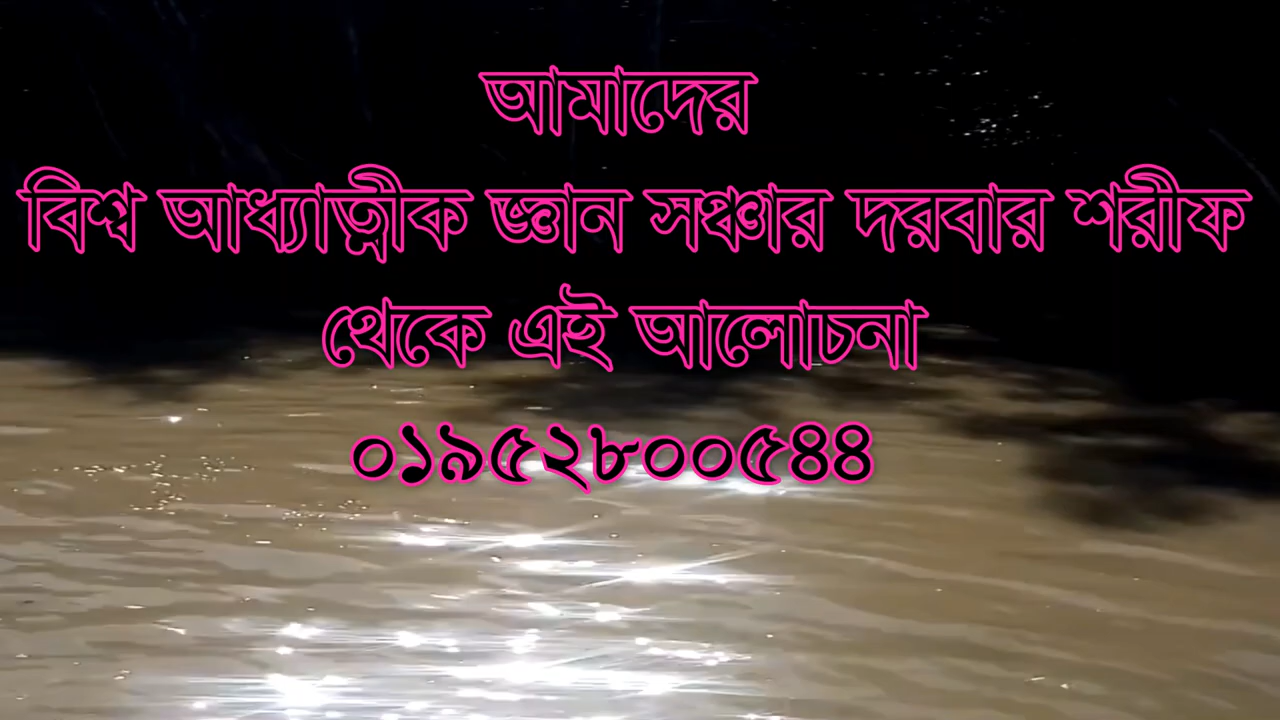 আমাদের
বিশ্ব আধ্যাত্নীক জ্ঞান সঞ্চার দরবার শরীফ
থেকে এই আলোচনা
০১৯৫২৮০০৫৪৪